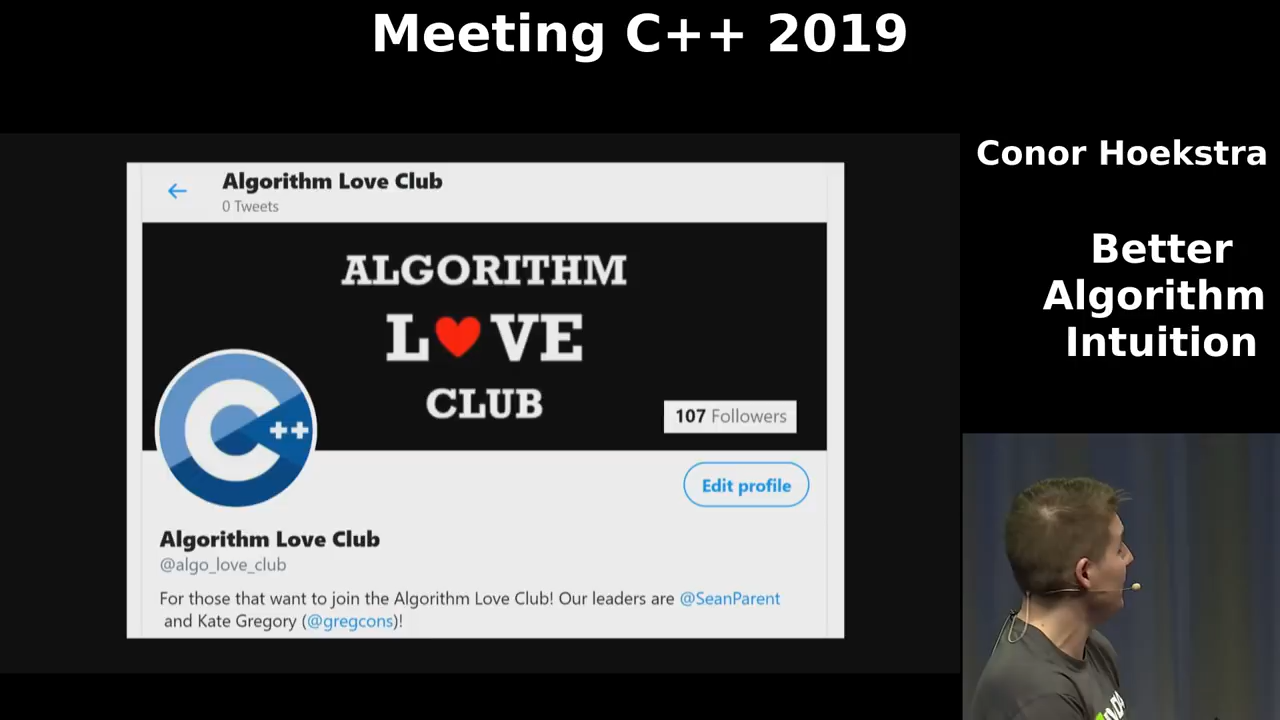 Meeting C++ 2019
Conor Hoekstra
Better
Algorithm
Intuition
Algorithm Love Club
0 Tweets
ALGORITHM
L❤VE
CLUB
107 Followers
C++
Edit profile
Algorithm Love Club
@algo_love_club
For those that want to join the Algorithm Love Club! Our leaders are @SeanParent
and Kate Gregory (@gregcons)!